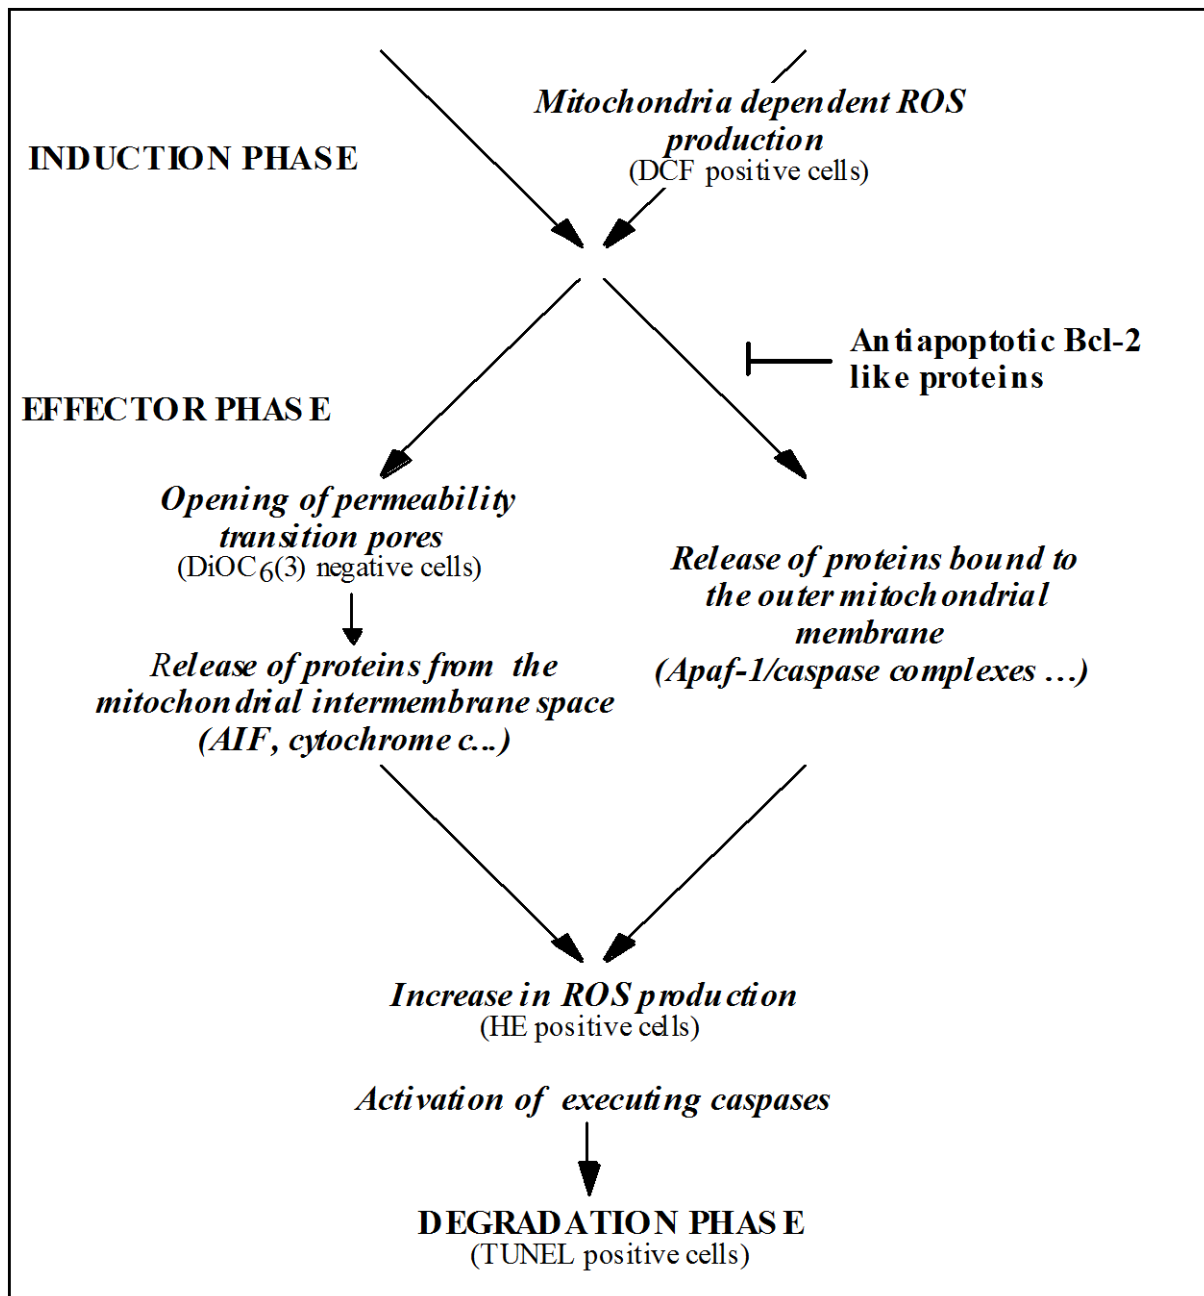 Mitochondria dependent ROS
production
(DCF positive cells)
INDUCTION PHASE
Antiapoptotic Bcl-2
like proteins
EFFECTOR PHASE
Opening of permeability
transition pores
(DiOC6(3) negative cells)
Release of proteins from the
mitochondrial intermembrane space
(AIF, cytochrome c...)
Release of proteins bound to
the outer mitochondrial
membrane
(Apaf-1/caspase complexes ...)
Increase in ROS production
(HE positive cells)
Activation of executing caspases
DEGRADATION PHASE
(TUNEL positive cells)